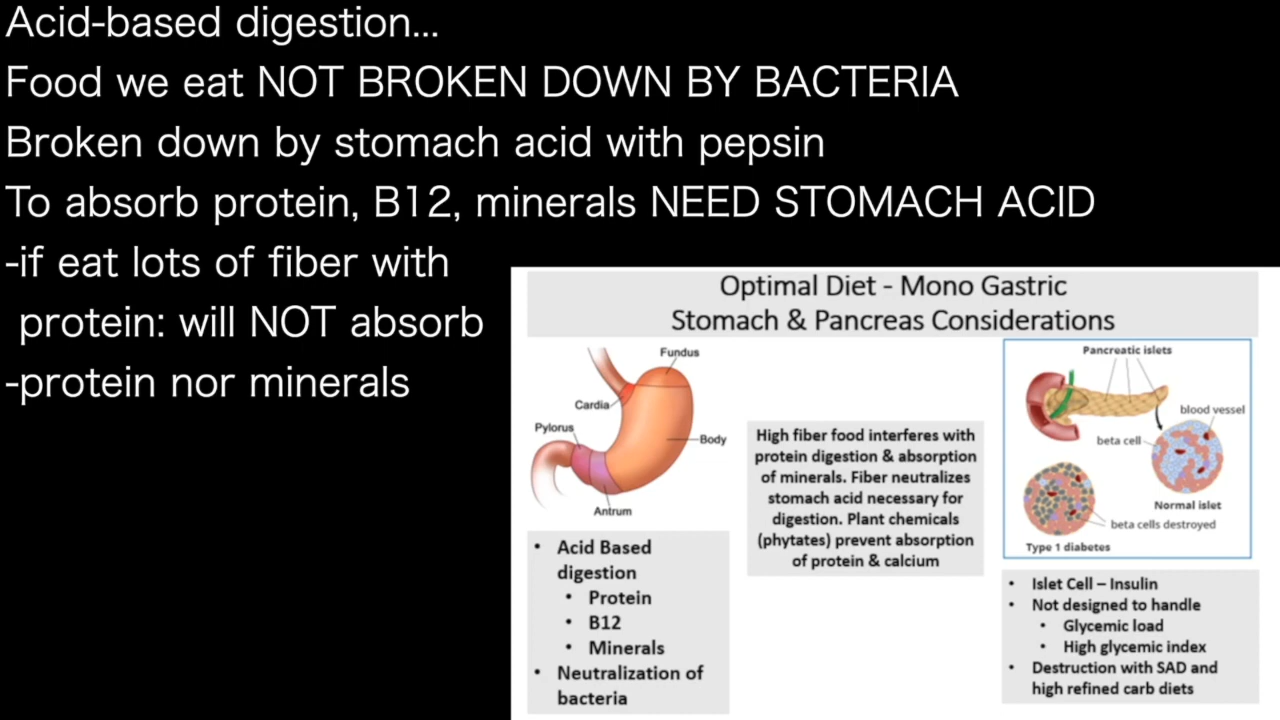 Acid-based digestion...
Food we eat NOT BROKEN DOWN BY BACTERIA
Broken down by stomach acid with pepsin
To absorb protein, B12, minerals NEED STOMACH ACID
-if eat lots of fiber with
protein: will NOT absorb
-protein nor minerals
Optimal Diet - Mono Gastric
Stomach & Pancreas Considerations
Fundus
Cardia
Pylorus
Body
Antrum
• Acid Based
digestion
• Protein
• B12
• Minerals
• Neutralization of
bacteria
High fiber food interferes with
protein digestion & absorption
of minerals. Fiber neutralizes
stomach acid necessary for
digestion. Plant chemicals
(phytates) prevent absorption
of protein & calcium
Pancreatic islets
blood vessel
beta cell
Normal islet
beta cells destroyed
Type 1 diabetes
• Islet Cell – Insulin
• Not designed to handle
• Glycemic load
• High glycemic index
• Destruction with SAD and
high refined carb diets